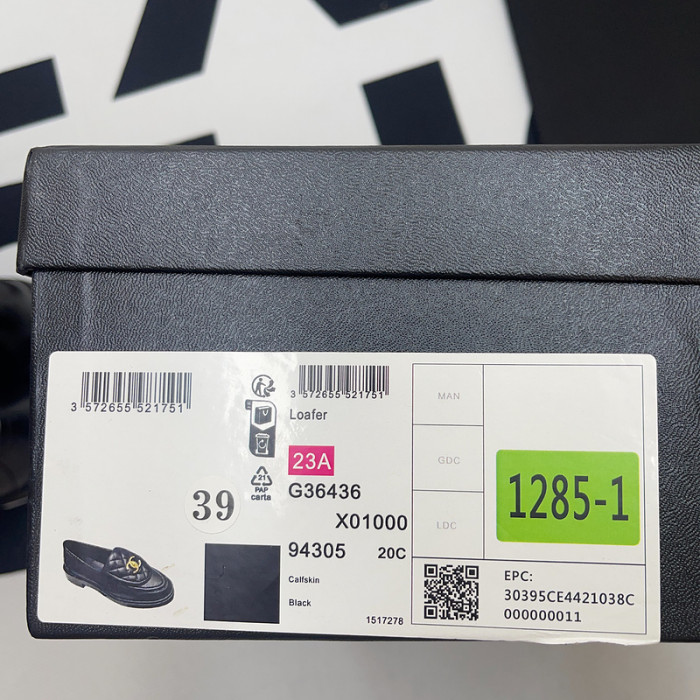 3 572655 521751
3 572655 521751
Loafer
23A
G36436
X01000
39
94305 20C
Calfskin
Black
1517278
21
PAP
carta
MAN
GDC
LDC
1285-1
EPC:
30395CE4421038C
000000011